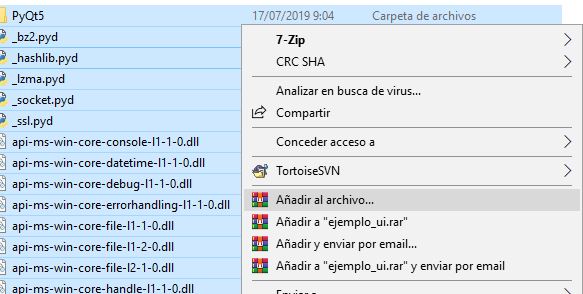 PyQt5 17/07/2019 9:04 Carpeta de archivos
_bz2.pyd
_hashlib.pyd
_lzma.pyd
_socket.pyd
_ssl.pyd
api-ms-win-core-console-l1-1-0.dll
api-ms-win-core-datetime-l1-1-0.dll
api-ms-win-core-debug-l1-1-0.dll
api-ms-win-core-errorhandling-l1-1-0.dll
api-ms-win-core-file-l1-1-0.dll
api-ms-win-core-file-l1-2-0.dll
api-ms-win-core-file-l2-1-0.dll
api-ms-win-core-handle-l1-1-0.dll
7-Zip
CRC SHA
Analizar en busca de virus...
Compartir
Conceder acceso a
TortoiseSVN
Añadir al archivo...
Añadir a "ejemplo_ui.rar"
Añadir y enviar por email...
Añadir a "ejemplo_ui.rar" y enviar por email